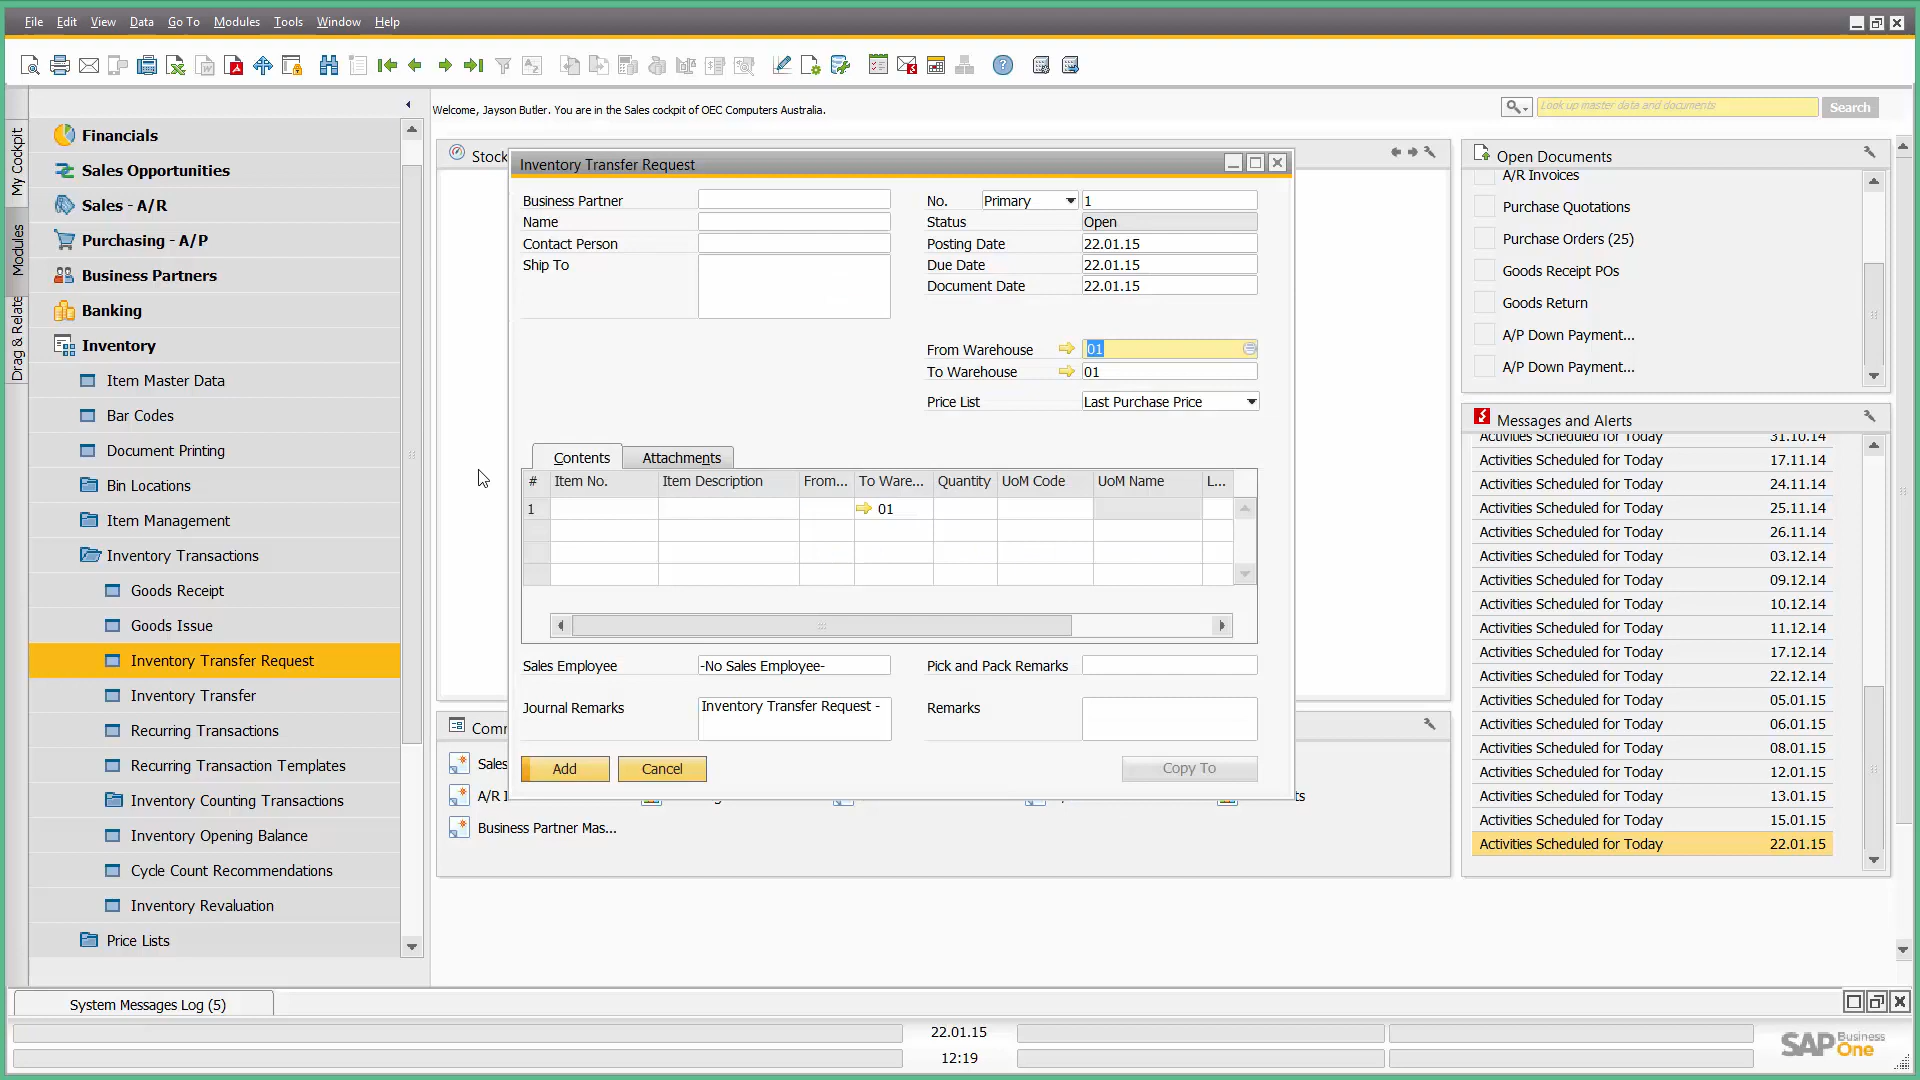 File Edit View Data Go To Modules Tools Window Help
Welcome, Jayson Butler. You are in the Sales cockpit of OEC Computers Australia.
Look up master data and documents
Search
My Cockpit
Modules
Drag & Relate
Financials
Sales Opportunities
Sales - A/R
Purchasing - A/P
Business Partners
Banking
Inventory
Item Master Data
Bar Codes
Document Printing
Bin Locations
Item Management
Inventory Transactions
Goods Receipt
Goods Issue
Inventory Transfer Request
Inventory Transfer
Recurring Transactions
Recurring Transaction Templates
Inventory Counting Transactions
Inventory Opening Balance
Cycle Count Recommendations
Inventory Revaluation
Price Lists
Stock
Inventory Transfer Request
Business Partner
Name
Contact Person
Ship To
No. Primary 1
Status Open
Posting Date 22.01.15
Due Date 22.01.15
Document Date 22.01.15
From Warehouse 01
To Warehouse 01
Price List Last Purchase Price
Contents Attachments
# Item No. Item Description From... To Ware... Quantity UoM Code UoM Name L...
1 01
Sales Employee -No Sales Employee-
Pick and Pack Remarks
Journal Remarks Inventory Transfer Request -
Remarks
Add Cancel Copy To
Comm
Sales
A/R I
ts
Business Partner Mas...
Open Documents
A/R Invoices
Purchase Quotations
Purchase Orders (25)
Goods Receipt POs
Goods Return
A/P Down Payment...
A/P Down Payment...
Messages and Alerts
Activities Scheduled for Today 31.10.14
Activities Scheduled for Today 17.11.14
Activities Scheduled for Today 24.11.14
Activities Scheduled for Today 25.11.14
Activities Scheduled for Today 26.11.14
Activities Scheduled for Today 03.12.14
Activities Scheduled for Today 09.12.14
Activities Scheduled for Today 10.12.14
Activities Scheduled for Today 11.12.14
Activities Scheduled for Today 17.12.14
Activities Scheduled for Today 22.12.14
Activities Scheduled for Today 05.01.15
Activities Scheduled for Today 06.01.15
Activities Scheduled for Today 08.01.15
Activities Scheduled for Today 12.01.15
Activities Scheduled for Today 13.01.15
Activities Scheduled for Today 15.01.15
Activities Scheduled for Today 22.01.15
System Messages Log (5)
22.01.15
12:19
SAP Business One